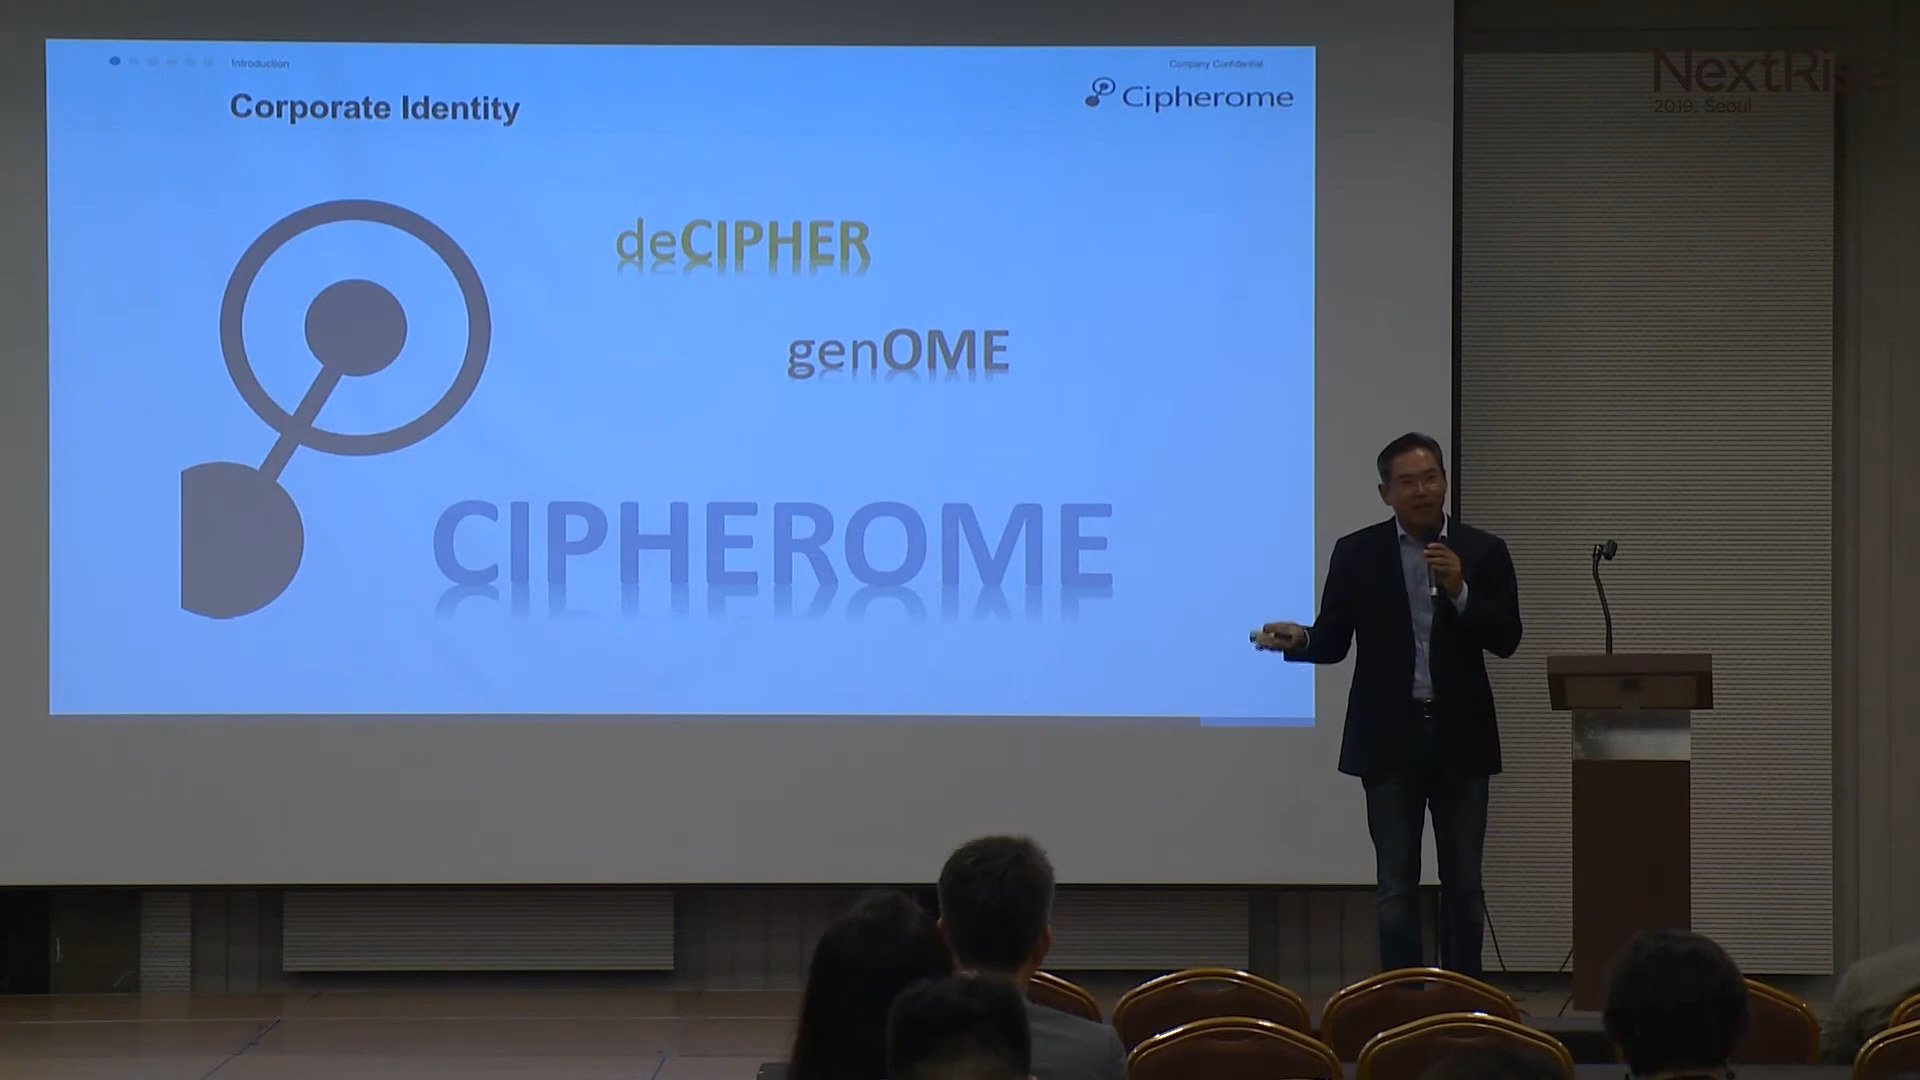 Introduction
Company Confidential
Corporate Identity
Cipherome
NextRise
2019, Seoul
deCIPHER
genOME
CIPHEROME